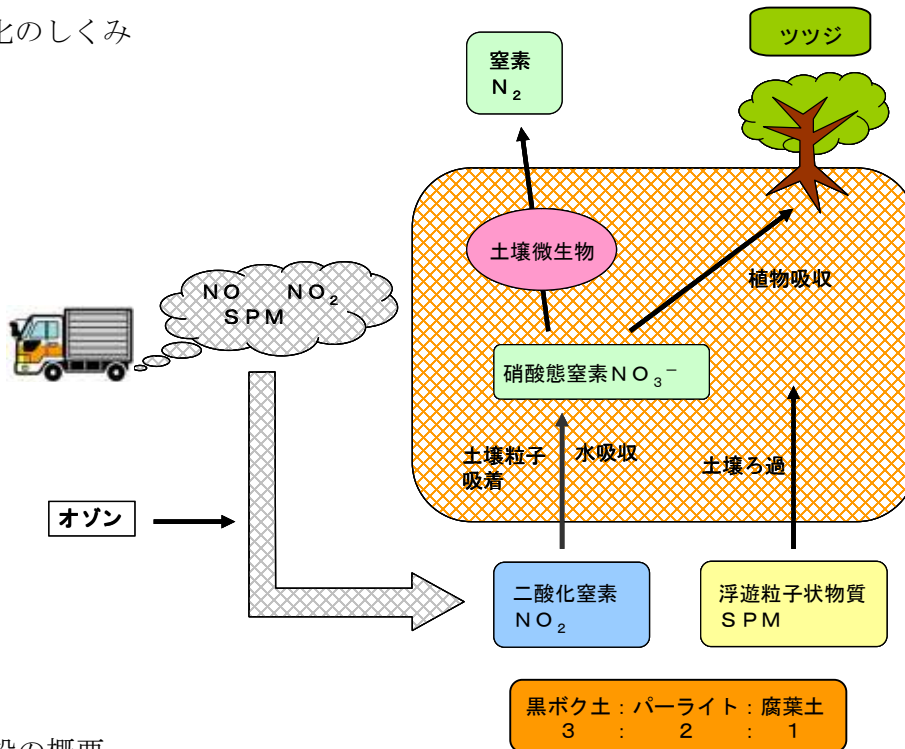 化のしくみ
ツツジ
窒素
N₂
土壌微生物
植物吸収
NO NO₂
SPM
硝酸態窒素NO₃⁻
土壌粒子
吸着
水吸収
土壌ろ過
オゾン
二酸化窒素
NO₂
浮遊粒子状物質
SPM
黒ボク土：パーライト：腐葉土
3 ： 2 ： 1
の概要